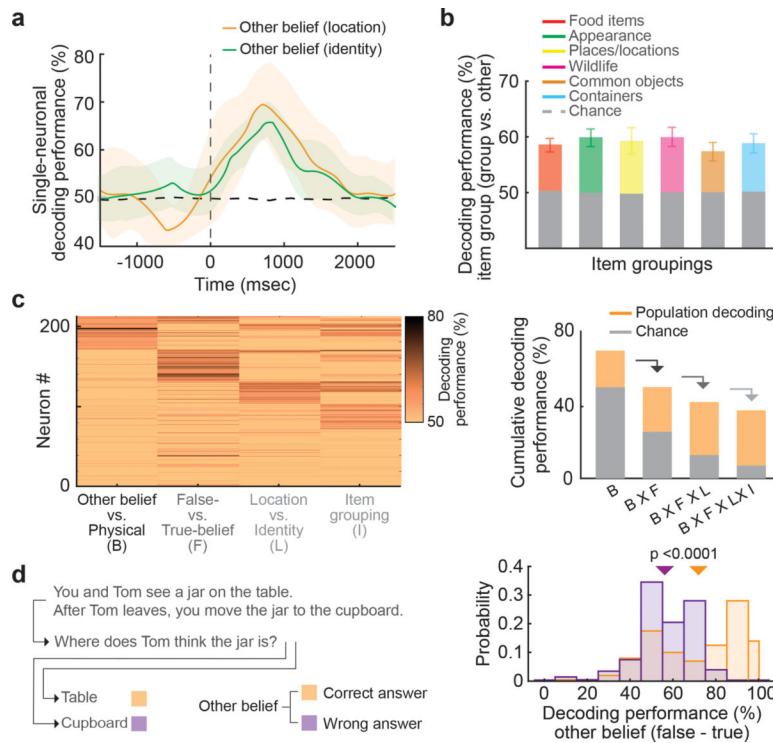 a
Other belief (location)
Other belief (identity)
Single-neuronal
decoding performance (%)
80
70
60
50
40
-1000
0
1000
2000
Time (msec)
b
Food items
Appearance
Places/locations
Wildlife
Common objects
Containers
Chance
Decoding performance (%)
item group (group vs. other)
70
60
50
Item groupings
c
Neuron #
200
100
0
80
50
Decoding
performance (%)
Other belief
vs.
Physical
(B)
False-
vs.
True-belief
(F)
Location
vs.
Identity
(L)
Item
grouping
(I)
Population decoding
Chance
Cumulative decoding
performance (%)
80
40
0
B
B X F
B X F X L
B X F X LX I
d
You and Tom see a jar on the table.
After Tom leaves, you move the jar to the cupboard.
Where does Tom think the jar is?
Table
Cupboard
Other belief
Correct answer
Wrong answer
p <0.0001
Probability
0.4
0.3
0.2
0.1
0
0 20 40 60 80 100
Decoding performance (%)
other belief (false - true)